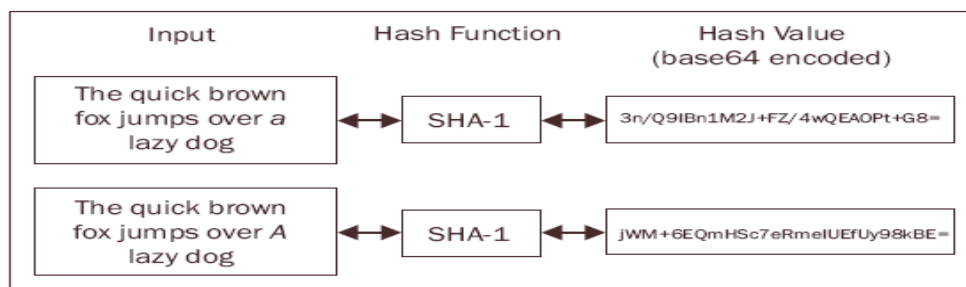 Input Hash Function Hash Value
(base64 encoded)
The quick brown
fox jumps over a
lazy dog
SHA-1
3n/Q9IBn1M2J+FZ/4wQEAOPt+G8=
The quick brown
fox jumps over A
lazy dog
SHA-1
jWM+6EQmHSc7eRmeIUEfUy98kBE=